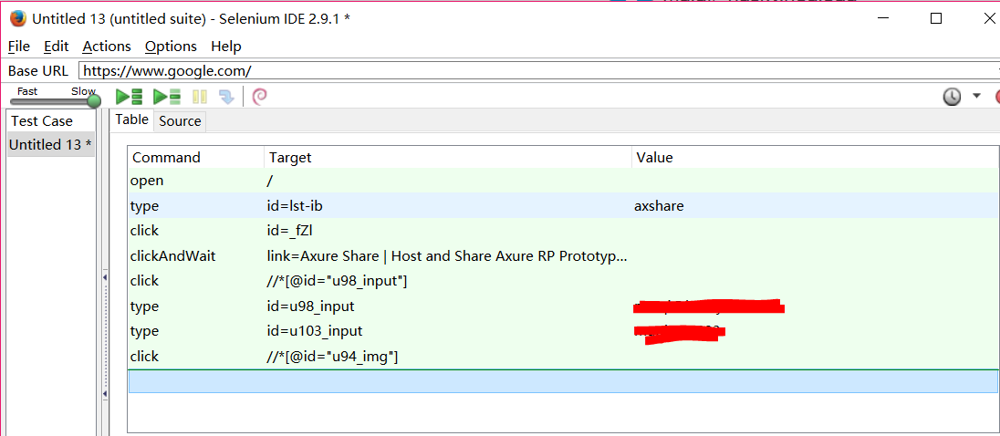 Untitled 13 (untitled suite) - Selenium IDE 2.9.1 *
File Edit Actions Options Help
Base URL https://www.google.com/
Fast Slow
Test Case
Untitled 13 *
Table Source
Command Target Value
open /
type id=lst-ib axshare
click id=_fZl
clickAndWait link=Axure Share | Host and Share Axure RP Prototyp...
click //*[@id="u98_input"]
type id=u98_input
type id=u103_input
click //*[@id="u94_img"]